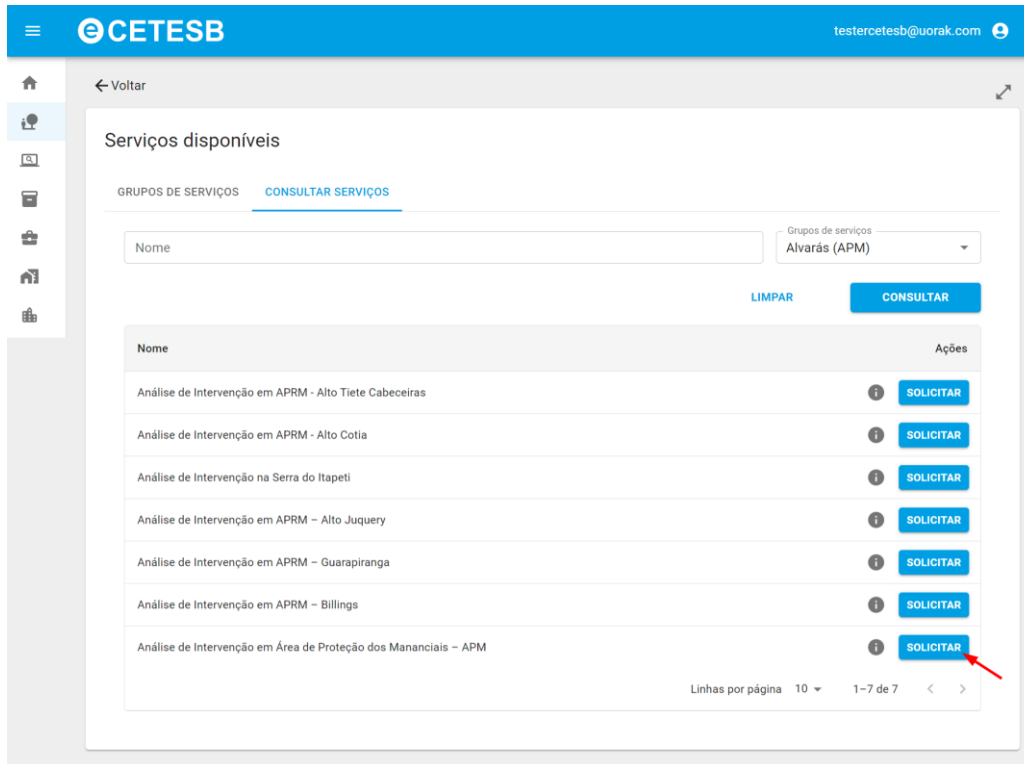 eCETESB
testercetesb@uorak.com
Voltar
Serviços disponíveis
GRUPOS DE SERVIÇOS CONSULTAR SERVIÇOS
Nome
Grupos de serviços
Alvarás (APM)
LIMPAR CONSULTAR
Nome Ações
Análise de Intervenção em APRM - Alto Tiete Cabeceiras SOLICITAR
Análise de Intervenção em APRM - Alto Cotia SOLICITAR
Análise de Intervenção na Serra do Itapeti SOLICITAR
Análise de Intervenção em APRM – Alto Juquery SOLICITAR
Análise de Intervenção em APRM – Guarapiranga SOLICITAR
Análise de Intervenção em APRM – Billings SOLICITAR
Análise de Intervenção em Área de Proteção dos Mananciais – APM SOLICITAR
Linhas por página 10 1–7 de 7